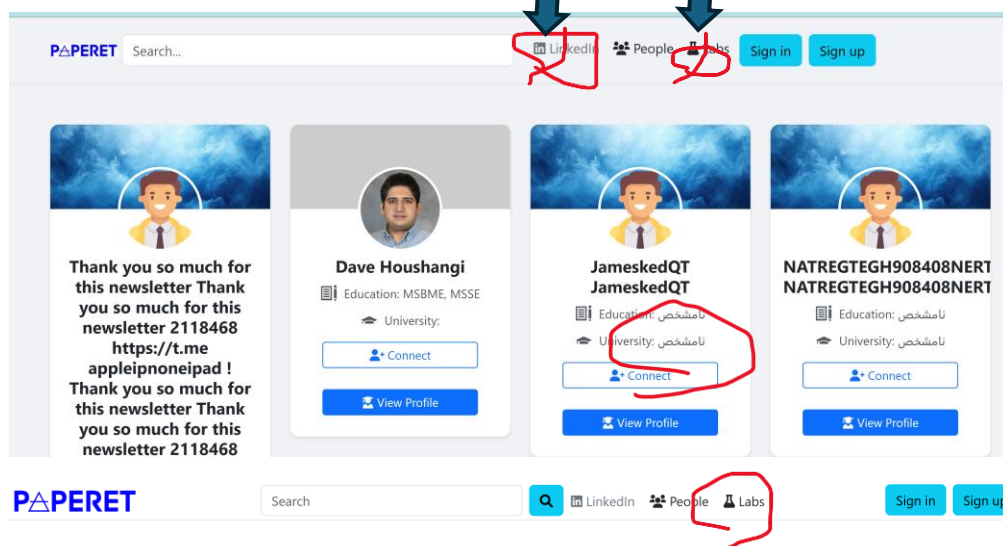 PAPERET Search... LinkedIn People Labs Sign in Sign up
Thank you so much for
this newsletter Thank
you so much for this
newsletter 2118468
https://t.me
appleipnoneipad !
Thank you so much for
this newsletter Thank
you so much for this
newsletter 2118468
Dave Houshangi
Education: MSBME, MSSE
University:
Connect
View Profile
JameskedQT
JameskedQT
Education: نامشخص
University: نامشخص
Connect
View Profile
NATREGTEGH908408NERT
NATREGTEGH908408NERT
Education: نامشخص
University: نامشخص
Connect
View Profile
PAPERET Search LinkedIn People Labs Sign in Sign up